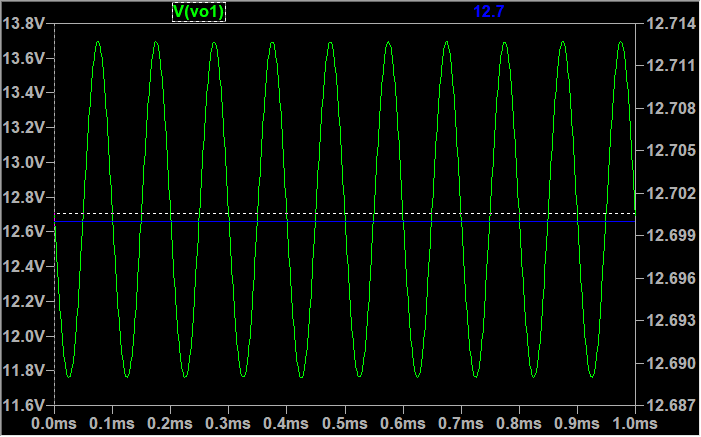 V(vo1) 12.7
13.8V 12.714
13.6V 12.711
13.4V 12.708
13.2V 12.705
13.0V 12.702
12.8V 12.699
12.6V 12.696
12.4V 12.693
12.2V 12.690
12.0V 12.687
11.8V
11.6V
0.0ms 0.1ms 0.2ms 0.3ms 0.4ms 0.5ms 0.6ms 0.7ms 0.8ms 0.9ms 1.0ms